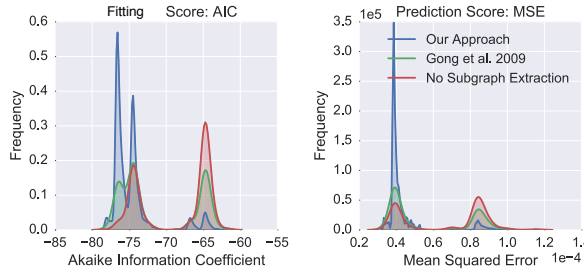 Fitting Score: AIC
0.6
0.5
0.4
0.3
0.2
0.1
0.0
Frequency
−85 −80 −75 −70 −65 −60 −55
Akaike Information Coefficient
Prediction Score: MSE
3.5 1e5
3.0
2.5
2.0
1.5
1.0
0.5
0.0
Frequency
Our Approach
Gong et al. 2009
No Subgraph Extraction
0.2 0.4 0.6 0.8 1.0 1.2 1.4
1e−4
Mean Squared Error